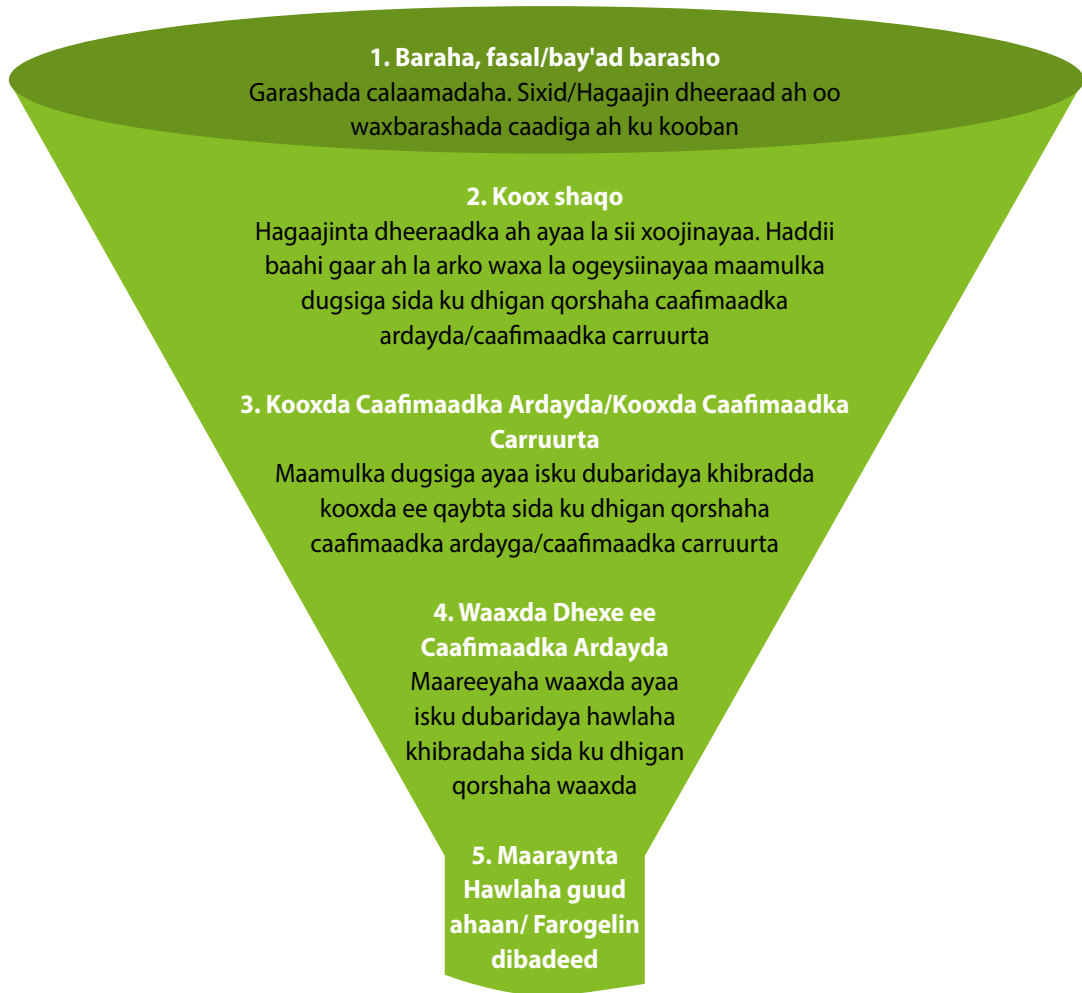 1. Baraha, fasal/bay'ad barasho
Garashada calaamadaha. Sixid/Hagaajin dheeraad ah oo
waxbarashada caadiga ah ku kooban
2. Koox shaqo
Hagaajinta dheeraadka ah ayaa la sii xoojinayaa. Haddii
baahi gaar ah la arko waxa la ogeysiinayaa maamulka
dugsiga sida ku dhigan qorshaha caafimaadka
ardayda/caafimaadka carruurta
3. Kooxda Caafimaadka Ardayda/Kooxda Caafimaadka
Carruurta
Maamulka dugsiga ayaa isku dubaridaya khibradda
kooxda ee qaybta sida ku dhigan qorshaha
caafimaadka ardayga/caafimaadka carruurta
4. Waaxda Dhexe ee
Caafimaadka Ardayda
Maareeyaha waaxda ayaa
isku dubaridaya hawlaha
khibradaha sida ku dhigan
qorshaha waaxda
5. Maaraynta
Hawlaha guud
ahaan/ Farogelin
dibadeed